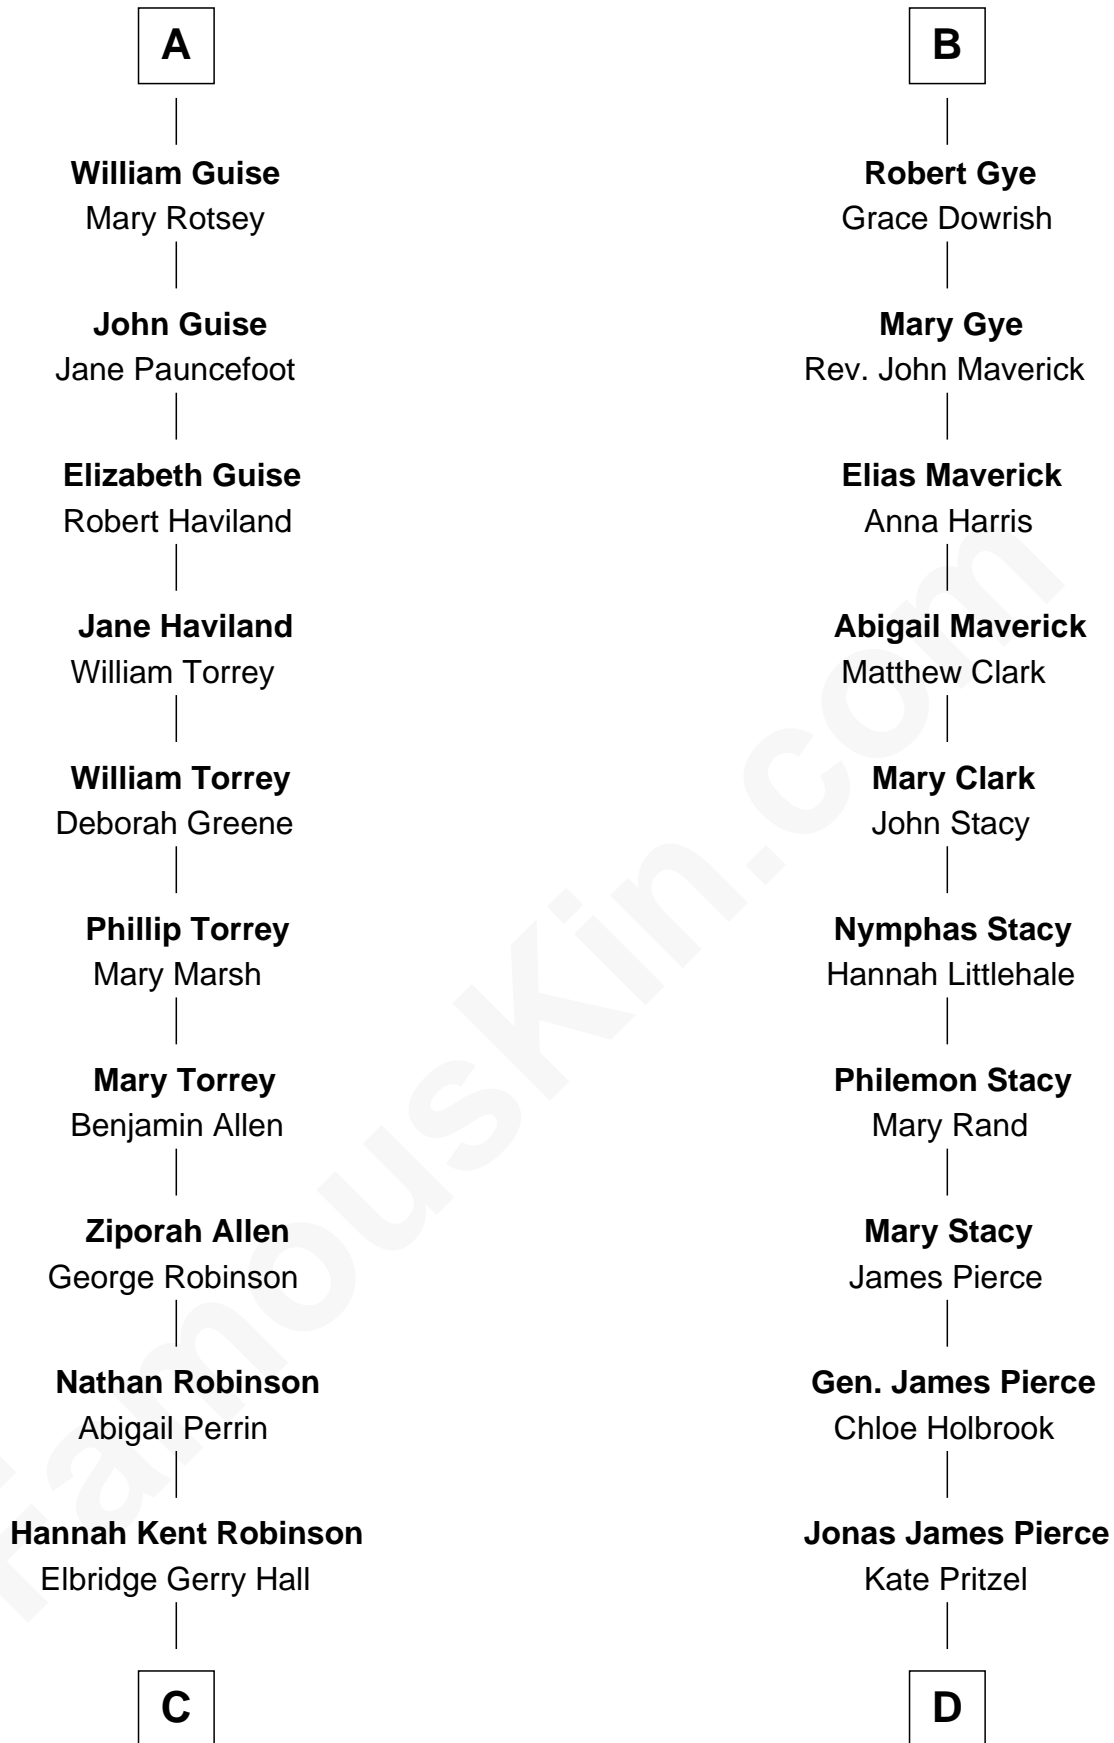 A
William Guise
Mary Rotsey
John Guise
Jane Pauncefoot
Elizabeth Guise
Robert Haviland
Jane Haviland
William Torrey
William Torrey
Deborah Greene
Phillip Torrey
Mary Marsh
Mary Torrey
Benjamin Allen
Ziporah Allen
George Robinson
Nathan Robinson
Abigail Perrin
Hannah Kent Robinson
Elbridge Gerry Hall
C
B
Robert Gye
Grace Dowrish
Mary Gye
Rev. John Maverick
Elias Maverick
Anna Harris
Abigail Maverick
Matthew Clark
Mary Clark
John Stacy
Nymphas Stacy
Hannah Littlehale
Philemon Stacy
Mary Rand
Mary Stacy
James Pierce
Gen. James Pierce
Chloe Holbrook
Jonas James Pierce
Kate Pritzel
D
FamousKin.com